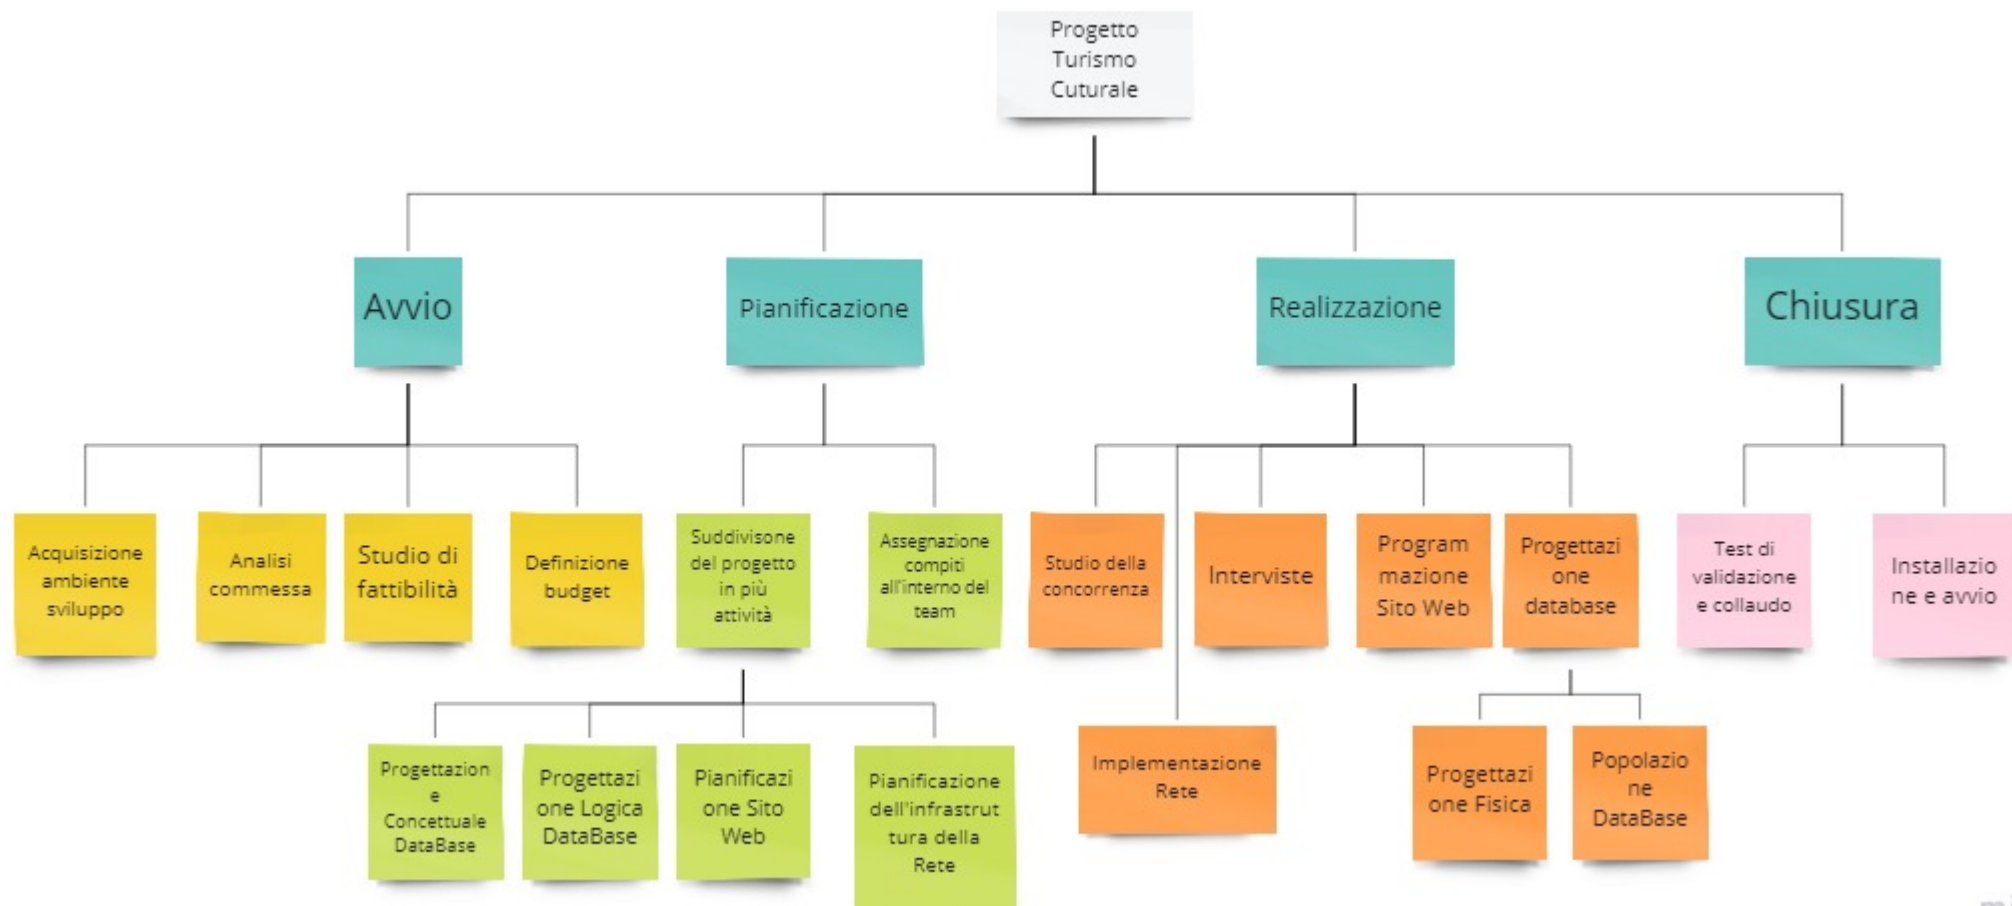 Progetto
Turismo
Cuturale
Avvio
Pianificazione
Realizzazione
Chiusura
Acquisizione
ambiente
sviluppo
Analisi
commessa
Studio di
fattibilità
Definizione
budget
Suddivisone
del progetto
in più
attività
Assegnazione
compiti
all'interno del
team
Studio della
concorrenza
Interviste
Program
mazione
Sito Web
Progettazi
one
database
Test di
validazione
e collaudo
Installazio
ne e avvio
Progettazion
e
Concettuale
DataBase
Progettazi
one Logica
DataBase
Pianificazi
one Sito
Web
Pianificazione
dell'infrastrut
tura della
Rete
Implementazione
Rete
Progettazi
one Fisica
Popolazio
ne
DataBase